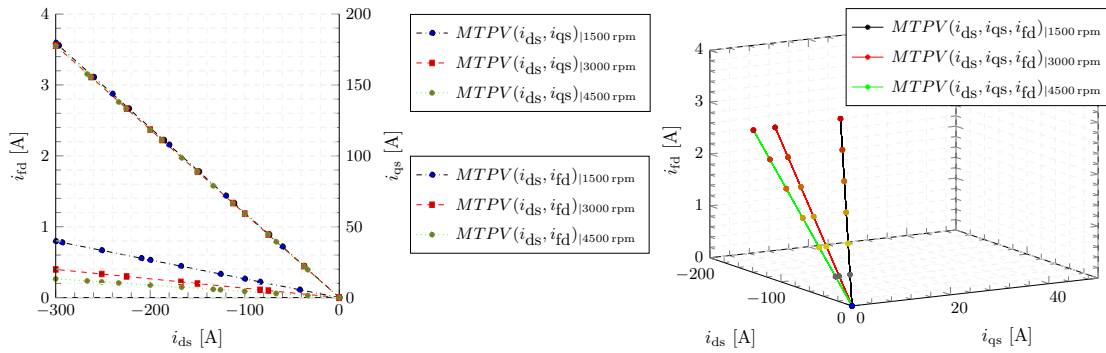 4
3
2
1
0
i_fd [A]
−300
−200
−100
0
i_ds [A]
200
150
100
50
0
i_qs [A]
MTPV(i_ds, i_qs)|1500 rpm
MTPV(i_ds, i_qs)|3000 rpm
MTPV(i_ds, i_qs)|4500 rpm
MTPV(i_ds, i_fd)|1500 rpm
MTPV(i_ds, i_fd)|3000 rpm
MTPV(i_ds, i_fd)|4500 rpm
MTPV(i_ds, i_qs, i_fd)|1500 rpm
MTPV(i_ds, i_qs, i_fd)|3000 rpm
MTPV(i_ds, i_qs, i_fd)|4500 rpm
4
3
2
1
0
i_fd [A]
−200
−100
0
i_ds [A]
0
20
40
i_qs [A]